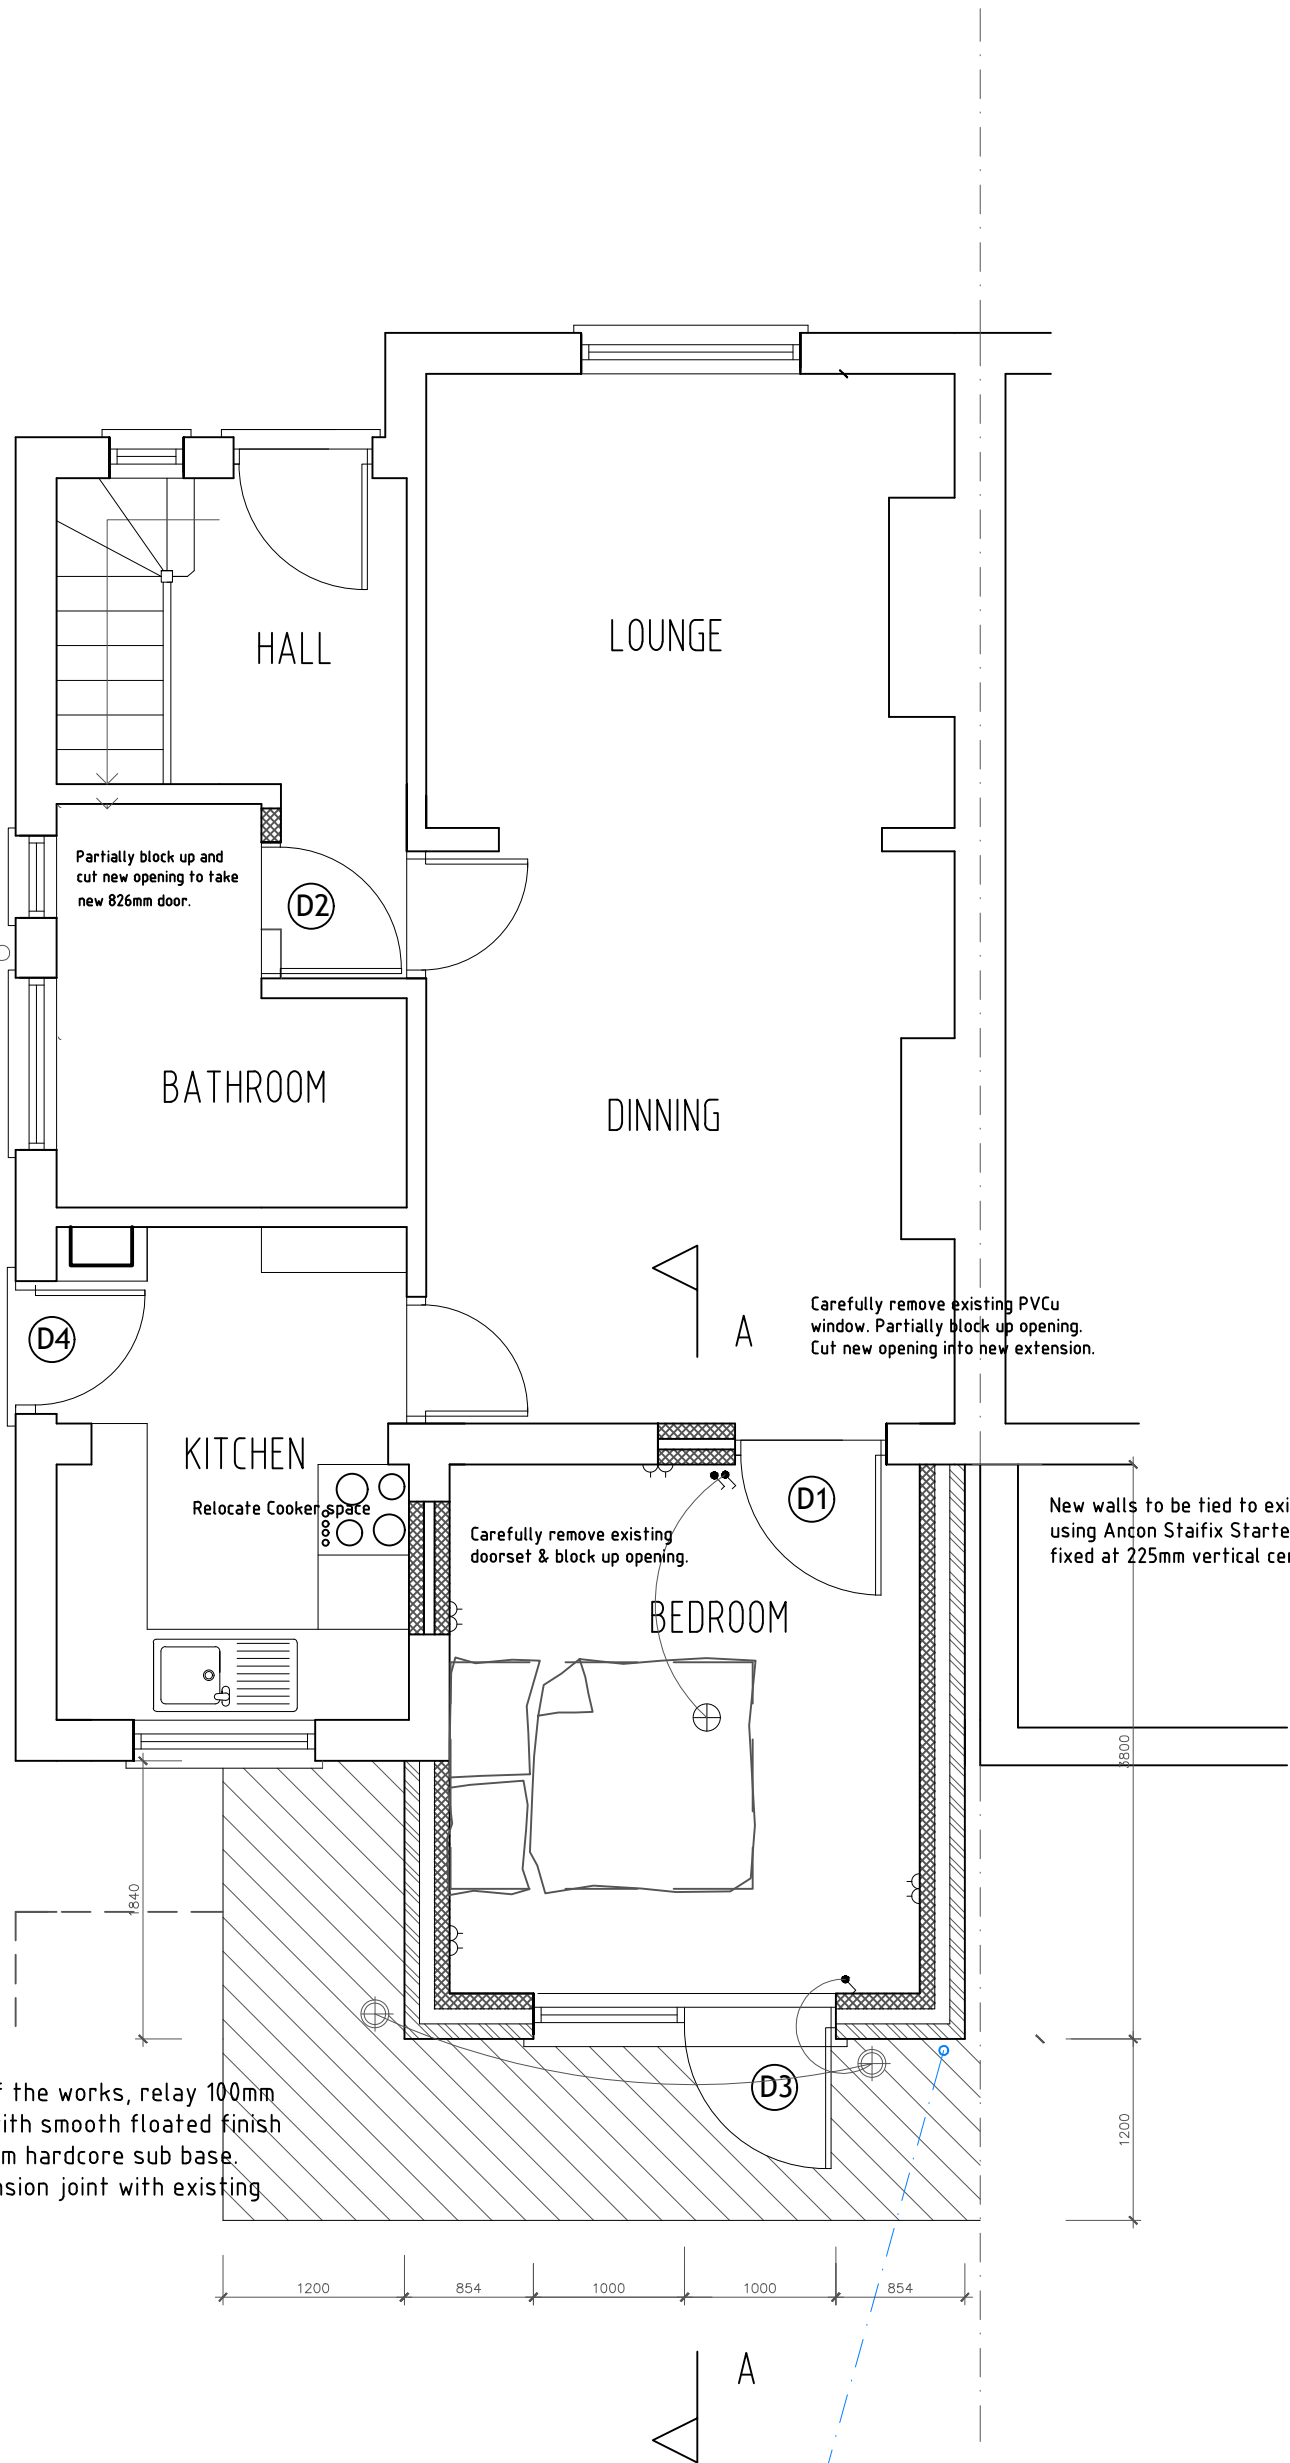 HALL
LOUNGE
Partially block up and
cut new opening to take
new 826mm door.
D2
BATHROOM
DINNING
A
Carefully remove existing PVCu
window. Partially block up opening.
Cut new opening into new extension.
D4
KITCHEN
Relocate Cooker space
D1
Carefully remove existing
doorset & block up opening.
New walls to be tied to exi
using Ancon Staifix Starte
fixed at 225mm vertical cen
BEDROOM
3800
1840
D3
f the works, relay 100mm
ith smooth floated finish
m hardcore sub base.
nsion joint with existing
1200
1200
854
1000
1000
854
A